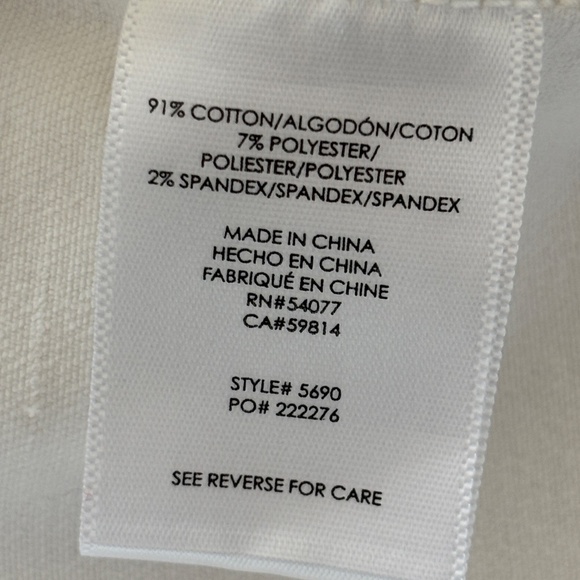 91% COTTON/ALGODÓN/COTON
7% POLYESTER/
POLIESTER/POLYESTER
2% SPANDEX/SPANDEX/SPANDEX
MADE IN CHINA
HECHO EN CHINA
FABRIQUÉ EN CHINE
RN#54077
CA#59814
STYLE# 5690
PO# 222276
SEE REVERSE FOR CARE